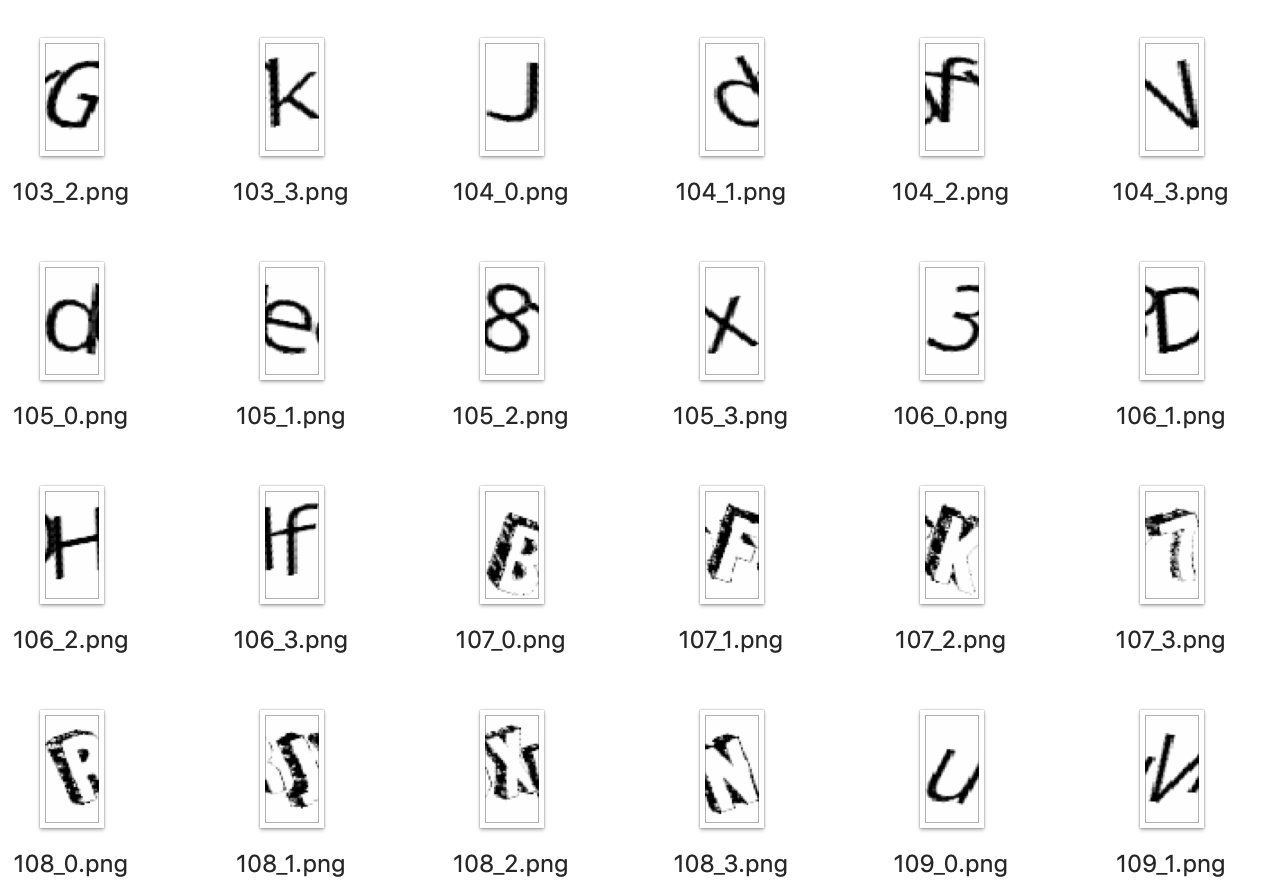 G k J d f V
103_2.png 103_3.png 104_0.png 104_1.png 104_2.png 104_3.png
d e 8 x 3 D
105_0.png 105_1.png 105_2.png 105_3.png 106_0.png 106_1.png
H f B F K 7
106_2.png 106_3.png 107_0.png 107_1.png 107_2.png 107_3.png
X N u
108_0.png 108_1.png 108_2.png 108_3.png 109_0.png 109_1.png